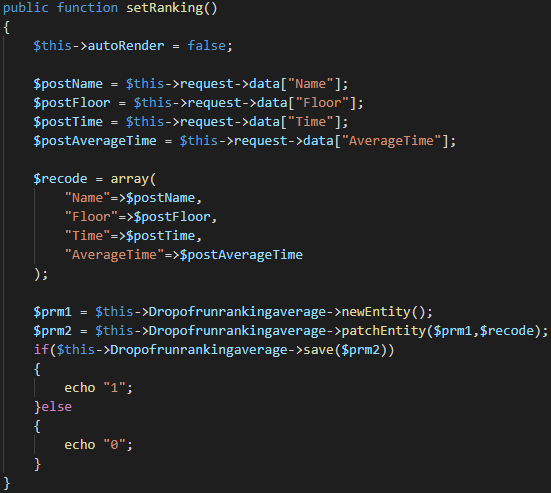 public function setRanking()
{
    $this->autoRender = false;

    $postName = $this->request->data["Name"];
    $postFloor = $this->request->data["Floor"];
    $postTime = $this->request->data["Time"];
    $postAverageTime = $this->request->data["AverageTime"];

    $recode = array(
        "Name"=>$postName,
        "Floor"=>$postFloor,
        "Time"=>$postTime,
        "AverageTime"=>$postAverageTime
    );

    $prm1 = $this->Dropofrunrankingaverage->newEntity();
    $prm2 = $this->Dropofrunrankingaverage->patchEntity($prm1,$recode);
    if($this->Dropofrunrankingaverage->save($prm2))
    {
        echo "1";
    }else
    {
        echo "0";
    }
}